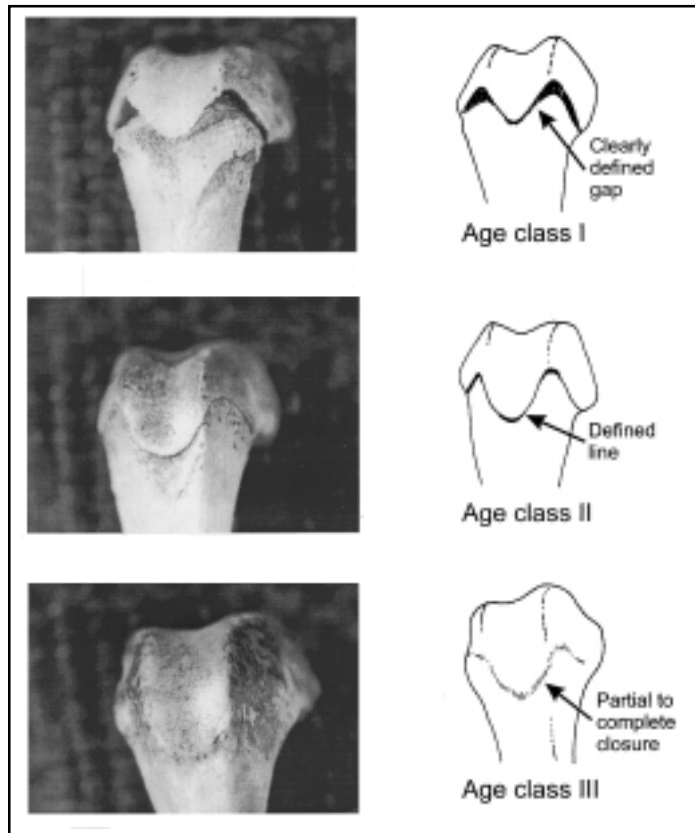 Clearly
defined
gap
Age class I
Defined
line
Age class II
Partial to
complete
closure
Age class III